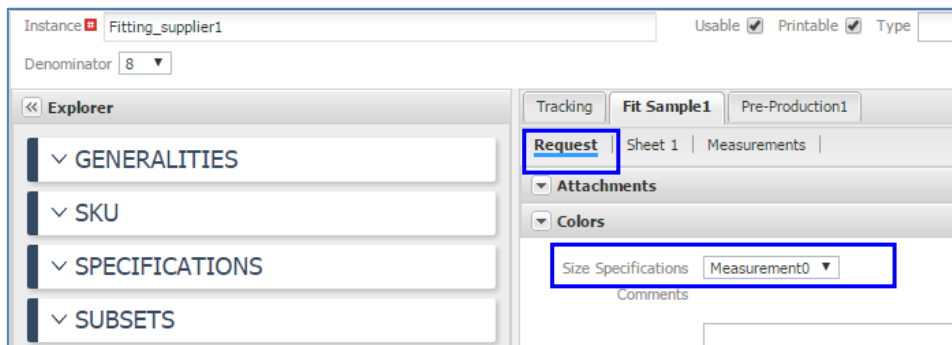 Instance Fitting_supplier1 Usable Printable Type
Denominator 8
Explorer
GENERALITIES
SKU
SPECIFICATIONS
SUBSETS
Tracking Fit Sample1 Pre-Production1
Request Sheet 1 Measurements
Attachments
Colors
Size Specifications Measurement0
Comments